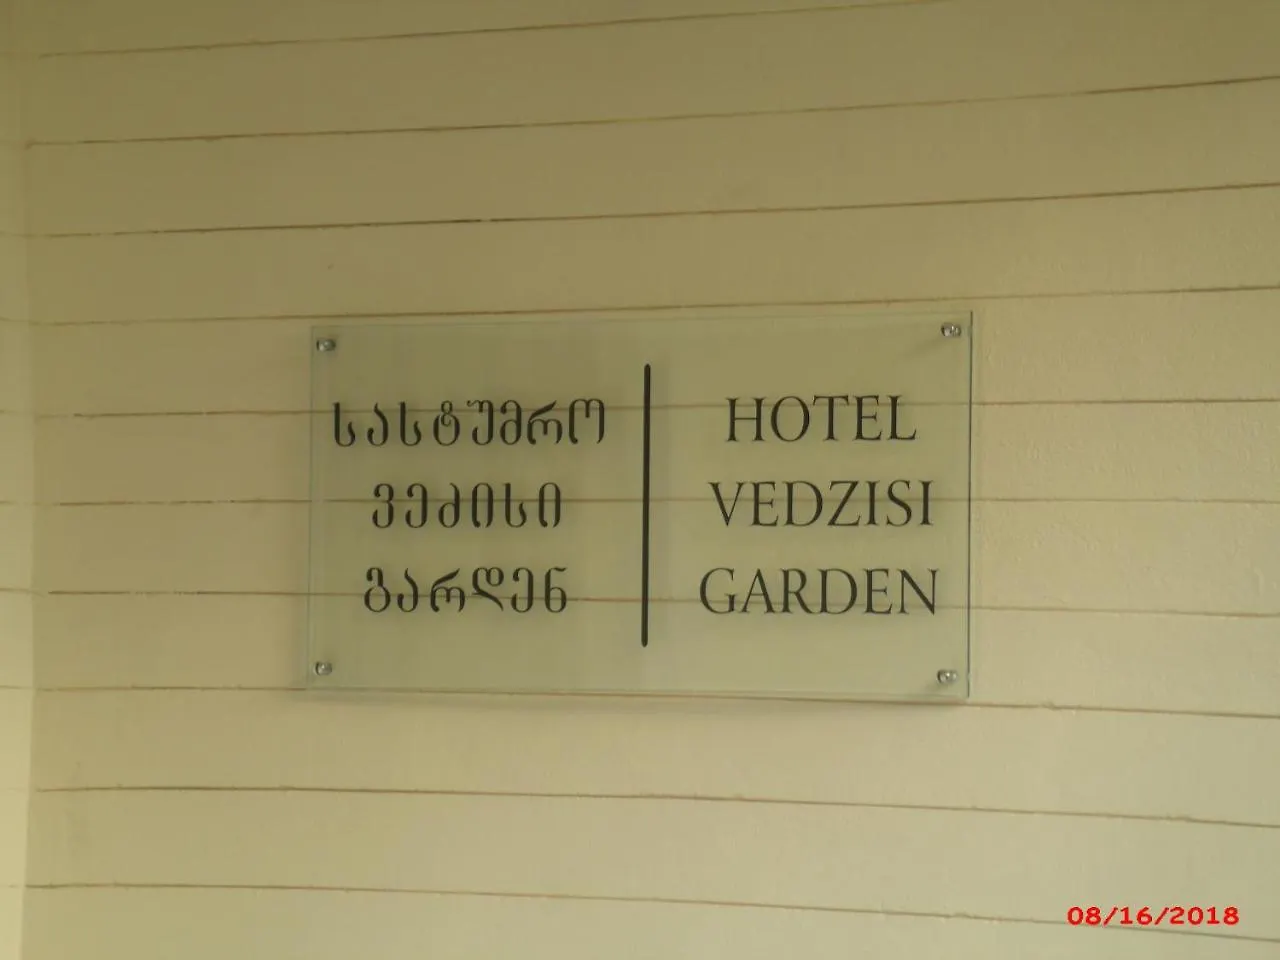 სასტუმრო
ვეძისი
გარდენ
HOTEL
VEDZISI
GARDEN
08/16/2018